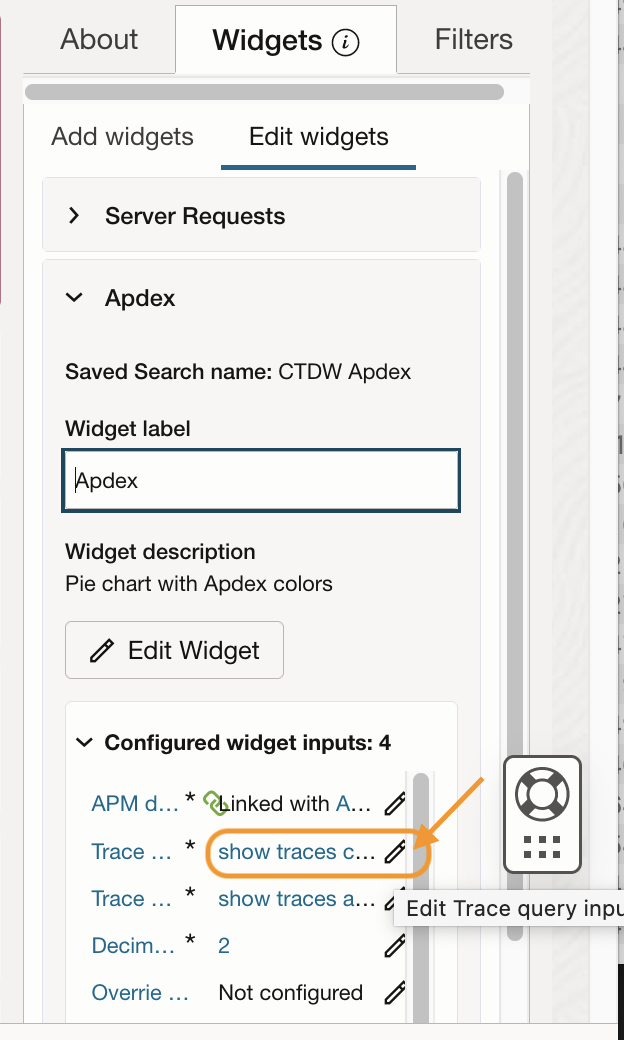 About Widgets i Filters
Add widgets Edit widgets
Server Requests
Apdex
Saved Search name: CTDW Apdex
Widget label
Apdex
Widget description
Pie chart with Apdex colors
Edit Widget
Configured widget inputs: 4
APM d... * Linked with A...
Trace ... * show traces c...
Trace ... * show traces a...
Edit Trace query inpu
Decim... * 2
Overrie ... Not configured